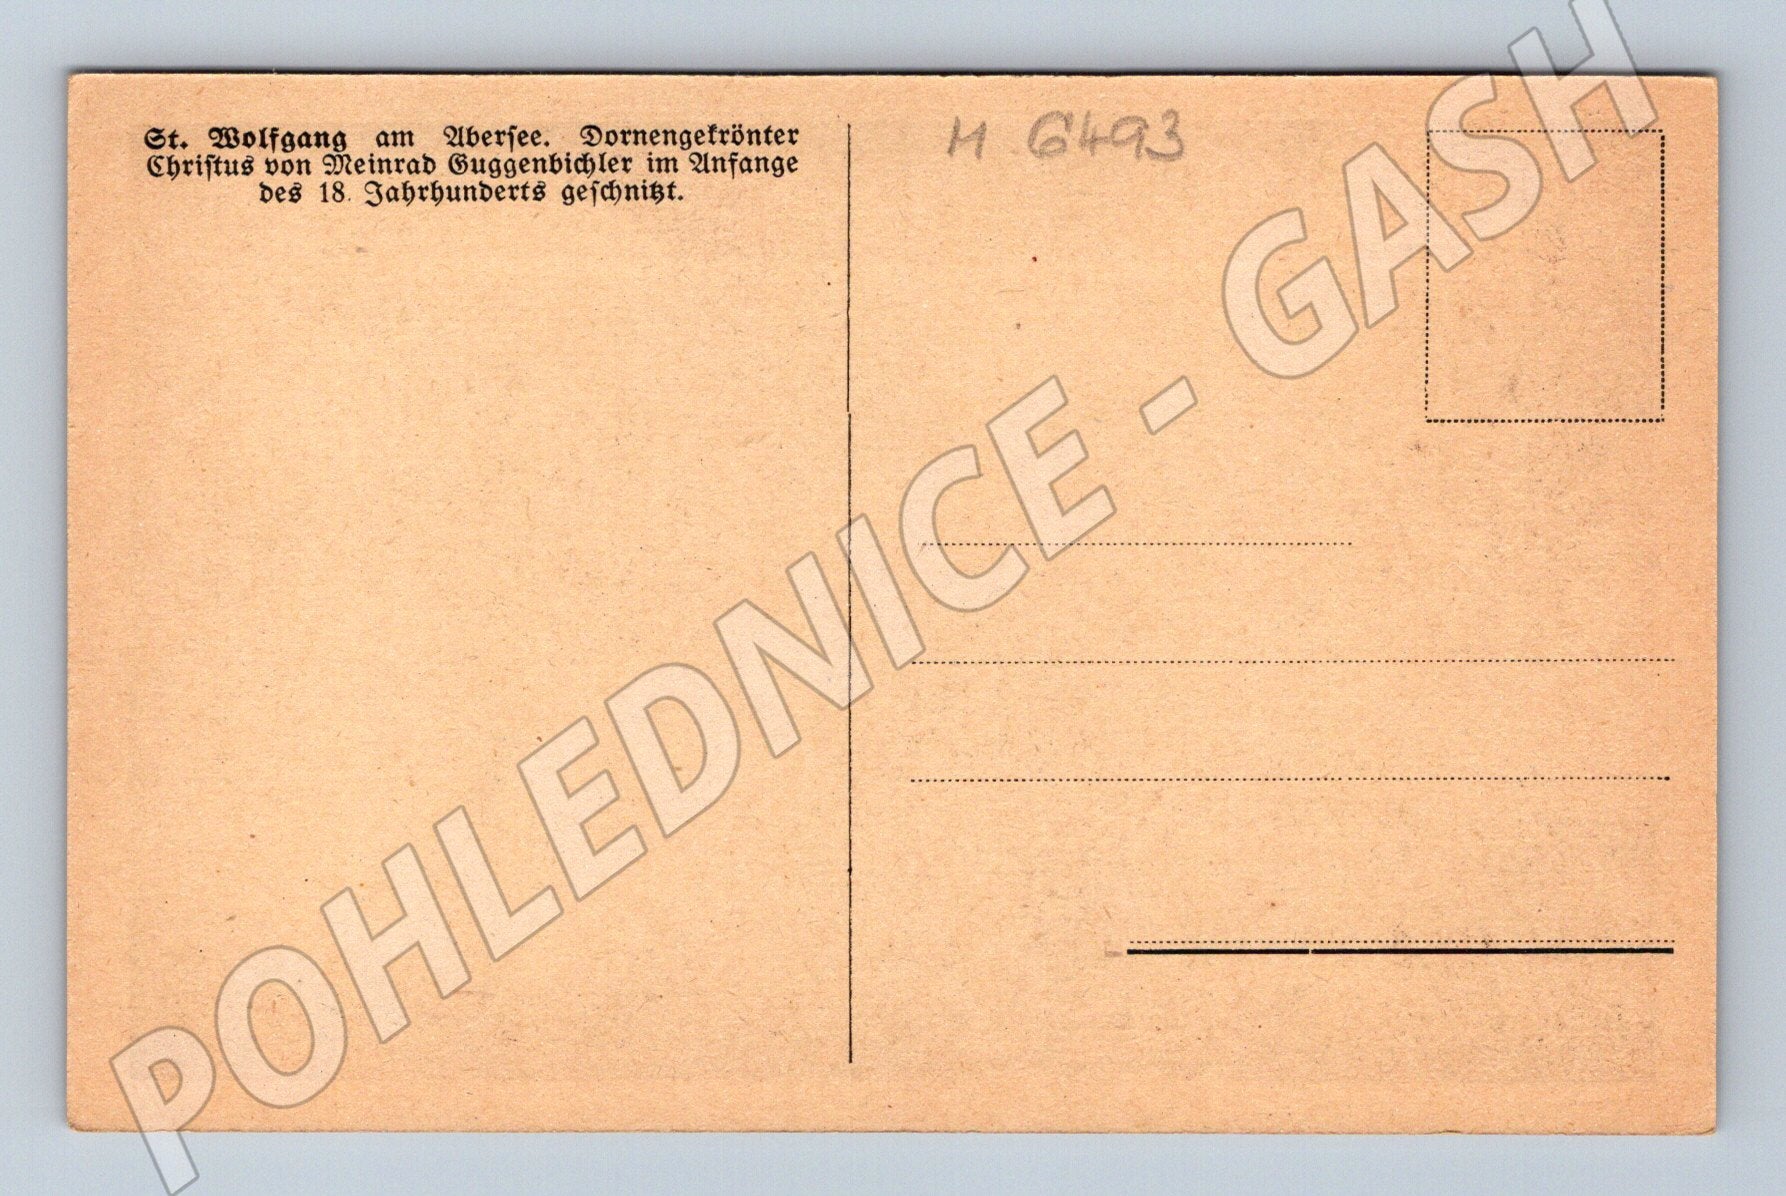 St. Wolfgang am Abersee. Dornengekrönter
Christus von Meinrad Guggenbichler im Anfange
des 18. Jahrhunderts geschnitzt.
M 6493
POHLEDNICE - GASH